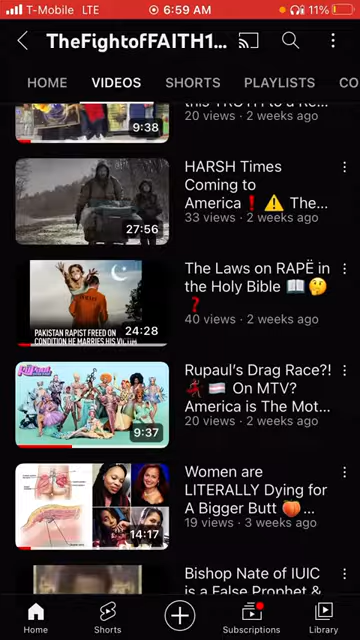 T-Mobile LTE 6:59 AM 11%
TheFightofFAITH1...
HOME VIDEOS SHORTS PLAYLISTS CO
9:38
20 views · 2 weeks ago
HARSH Times
Coming to
America❗⚠️ The...
33 views · 2 weeks ago
27:56
The Laws on RAPË in
the Holy Bible 📖🤔
❓
40 views · 2 weeks ago
PAKISTAN RAPIST FREED ON
CONDITION HE MARRIES HIS
24:28
Rupaul's Drag Race?!
💃🏳️‍⚧️ On MTV?
America is The Mot...
20 views · 2 weeks ago
9:37
Women are
LITERALLY Dying for
A Bigger Butt 🍑...
19 views · 3 weeks ago
14:17
Bishop Nate of IUIC
is a False Prophet &
Home Shorts Subscriptions Library